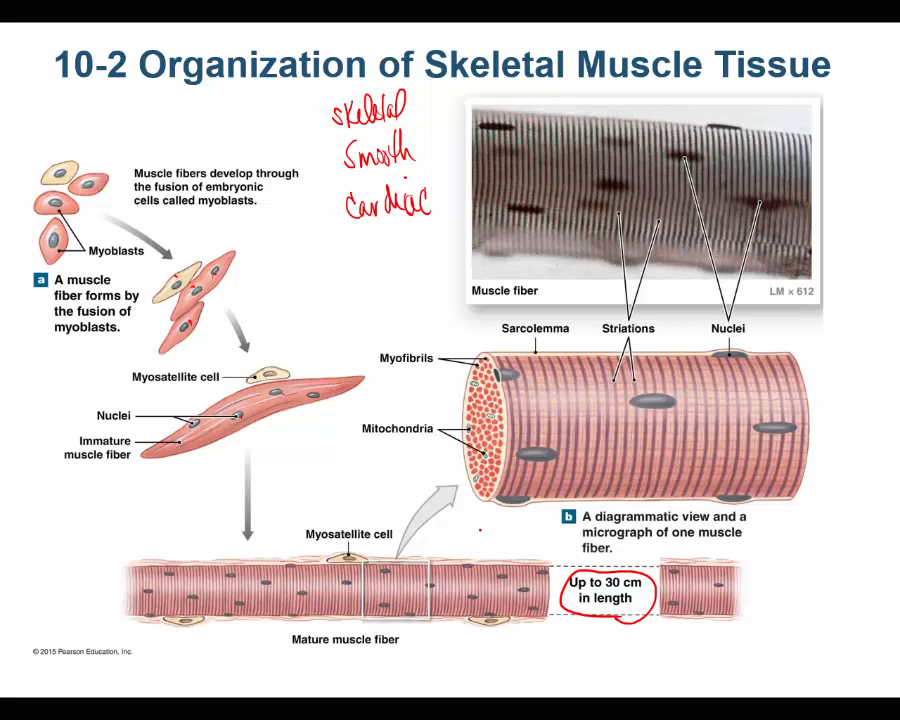 10-2 Organization of Skeletal Muscle Tissue
skeletal
Smooth
Cardiac
Muscle fibers develop through
the fusion of embryonic
cells called myoblasts.
Myoblasts
a A muscle
fiber forms by
the fusion of
myoblasts.
Muscle fiber
LM × 612
Sarcolemma
Striations
Nuclei
Myofibrils
Mitochondria
Myosatellite cell
Nuclei
Immature
muscle fiber
b A diagrammatic view and a
micrograph of one muscle
fiber.
Myosatellite cell
Up to 30 cm
in length
Mature muscle fiber
© 2015 Pearson Education, Inc.